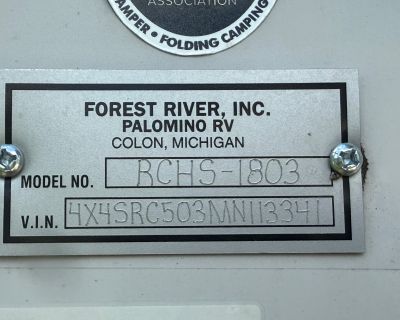 ASSOCIATION
AMPER • FOLDING CAMPING
FOREST RIVER, INC.
PALOMINO RV
COLON, MICHIGAN
MODEL NO. RCHS-1803
V.I.N. 4X4SRC503MN113341